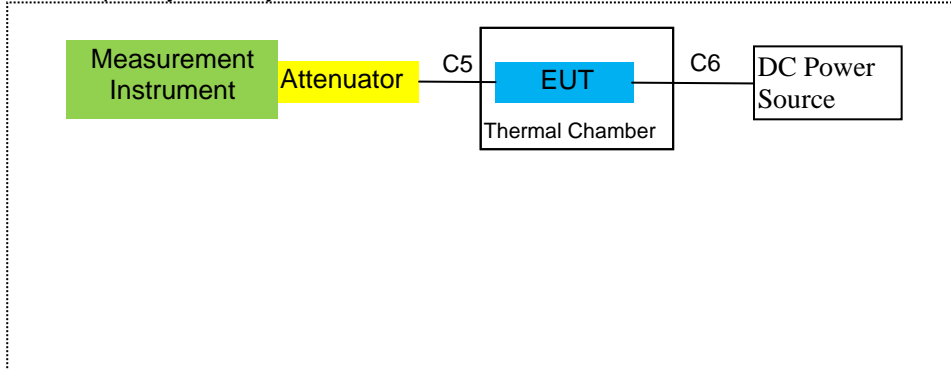 Measurement
Instrument
Attenuator
C5
EUT
Thermal Chamber
C6
DC Power
Source